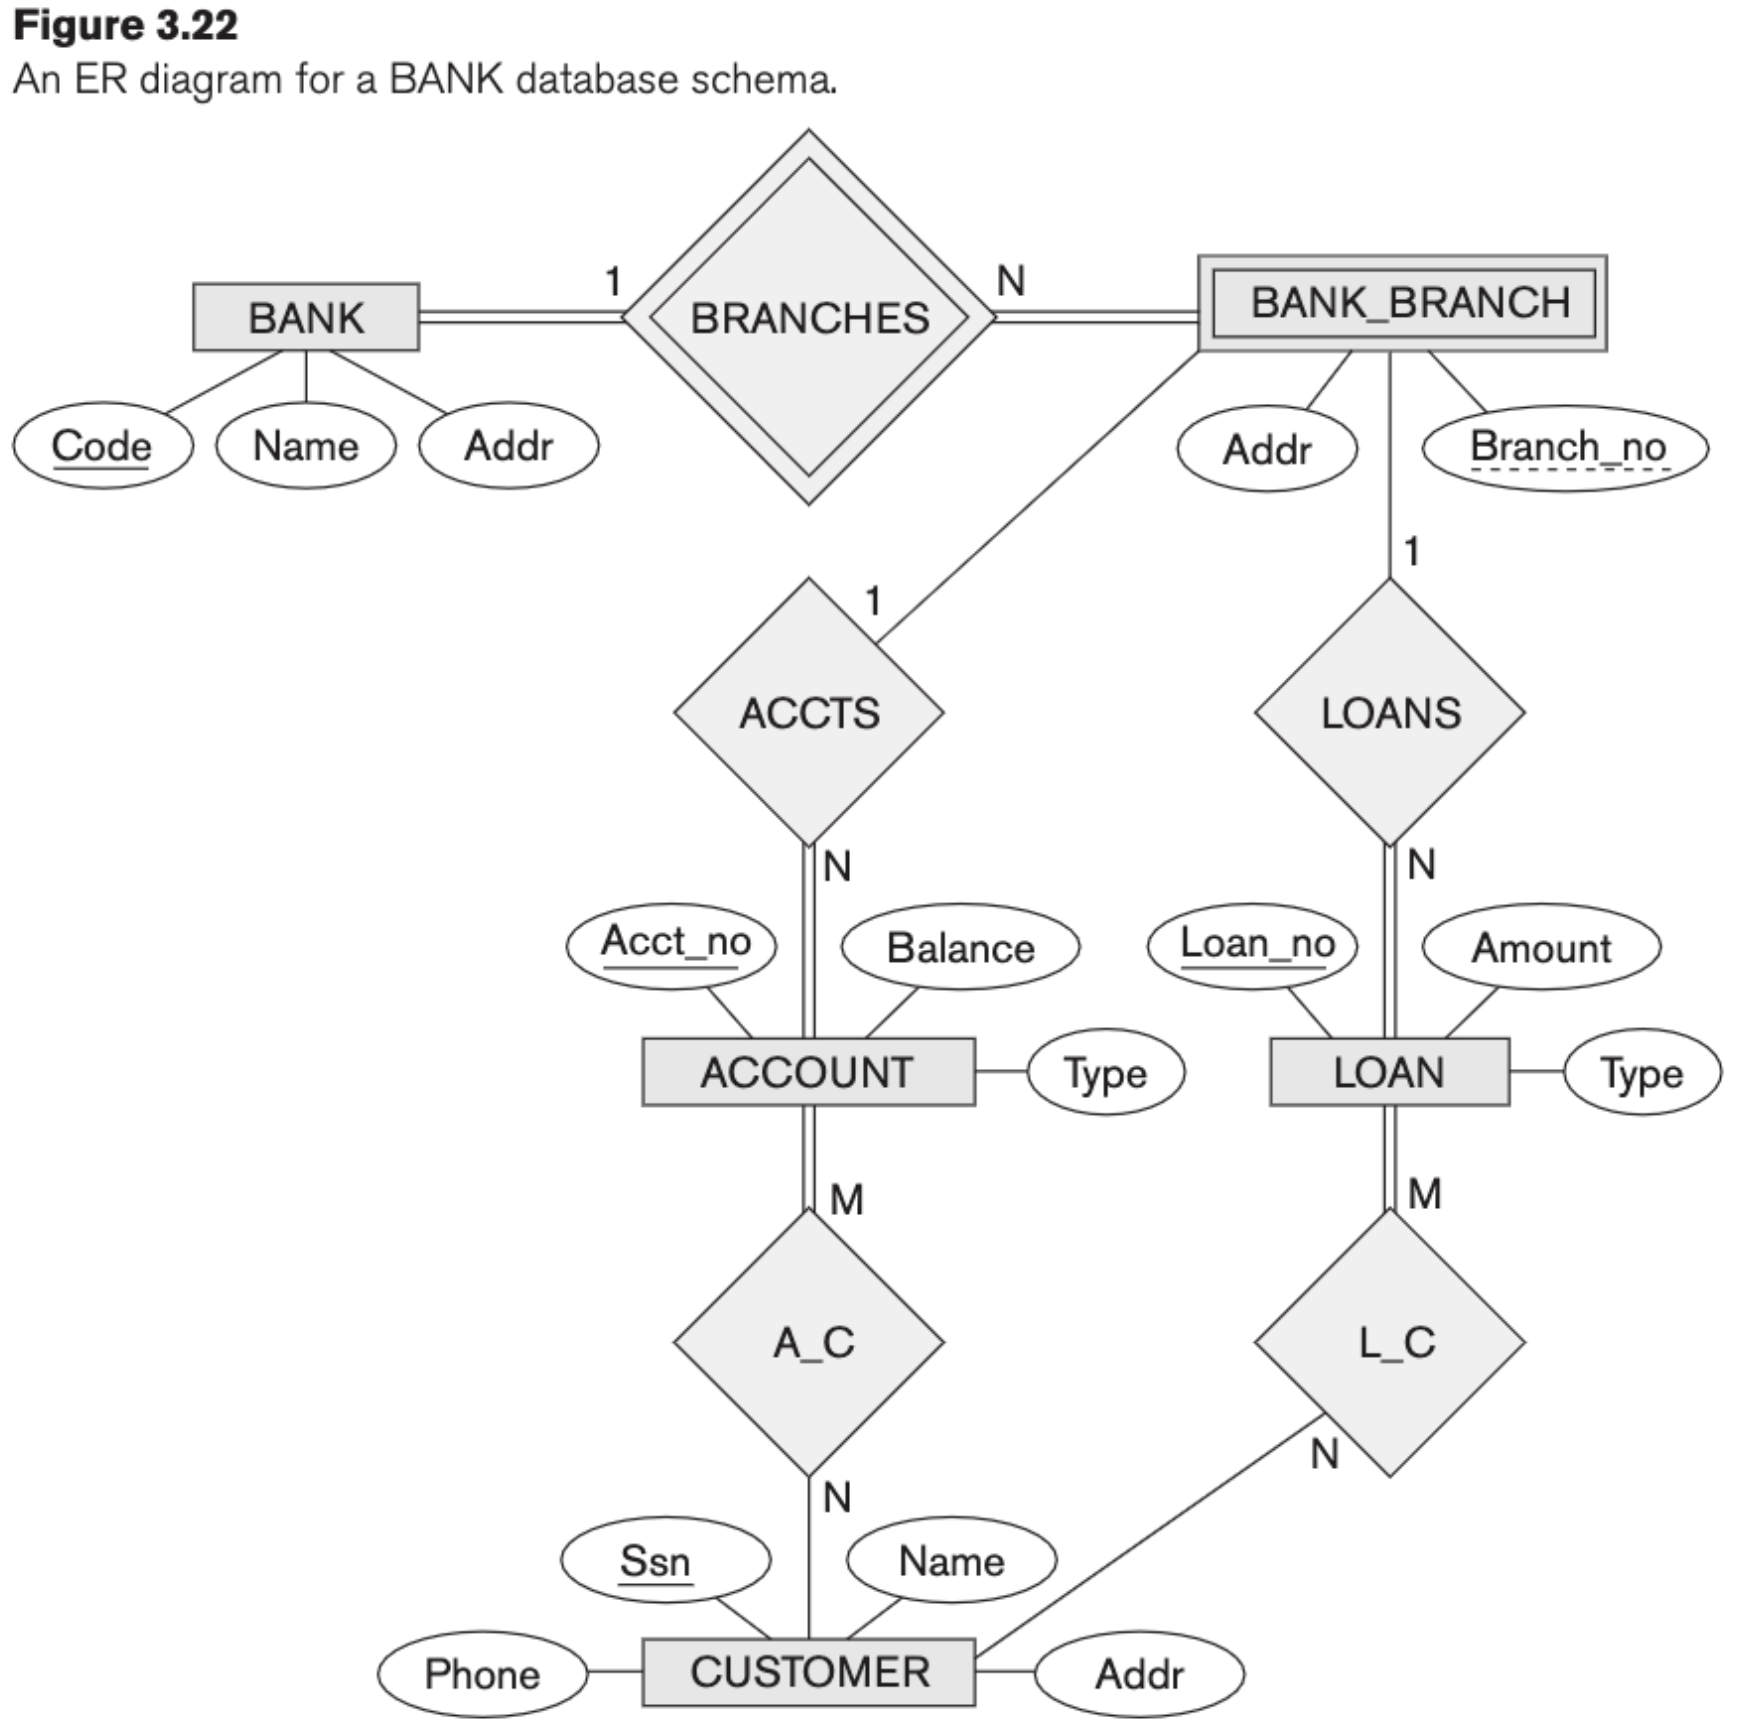 Figure 3.22
An ER diagram for a BANK database schema.
1
N
BANK
BRANCHES
BANK_BRANCH
Code
Name
Addr
Addr
Branch_no
1
1
ACCTS
LOANS
N
N
Acct_no
Balance
Loan_no
Amount
ACCOUNT
Type
LOAN
Type
M
M
A_C
L_C
N
N
Ssn
Name
Phone
CUSTOMER
Addr